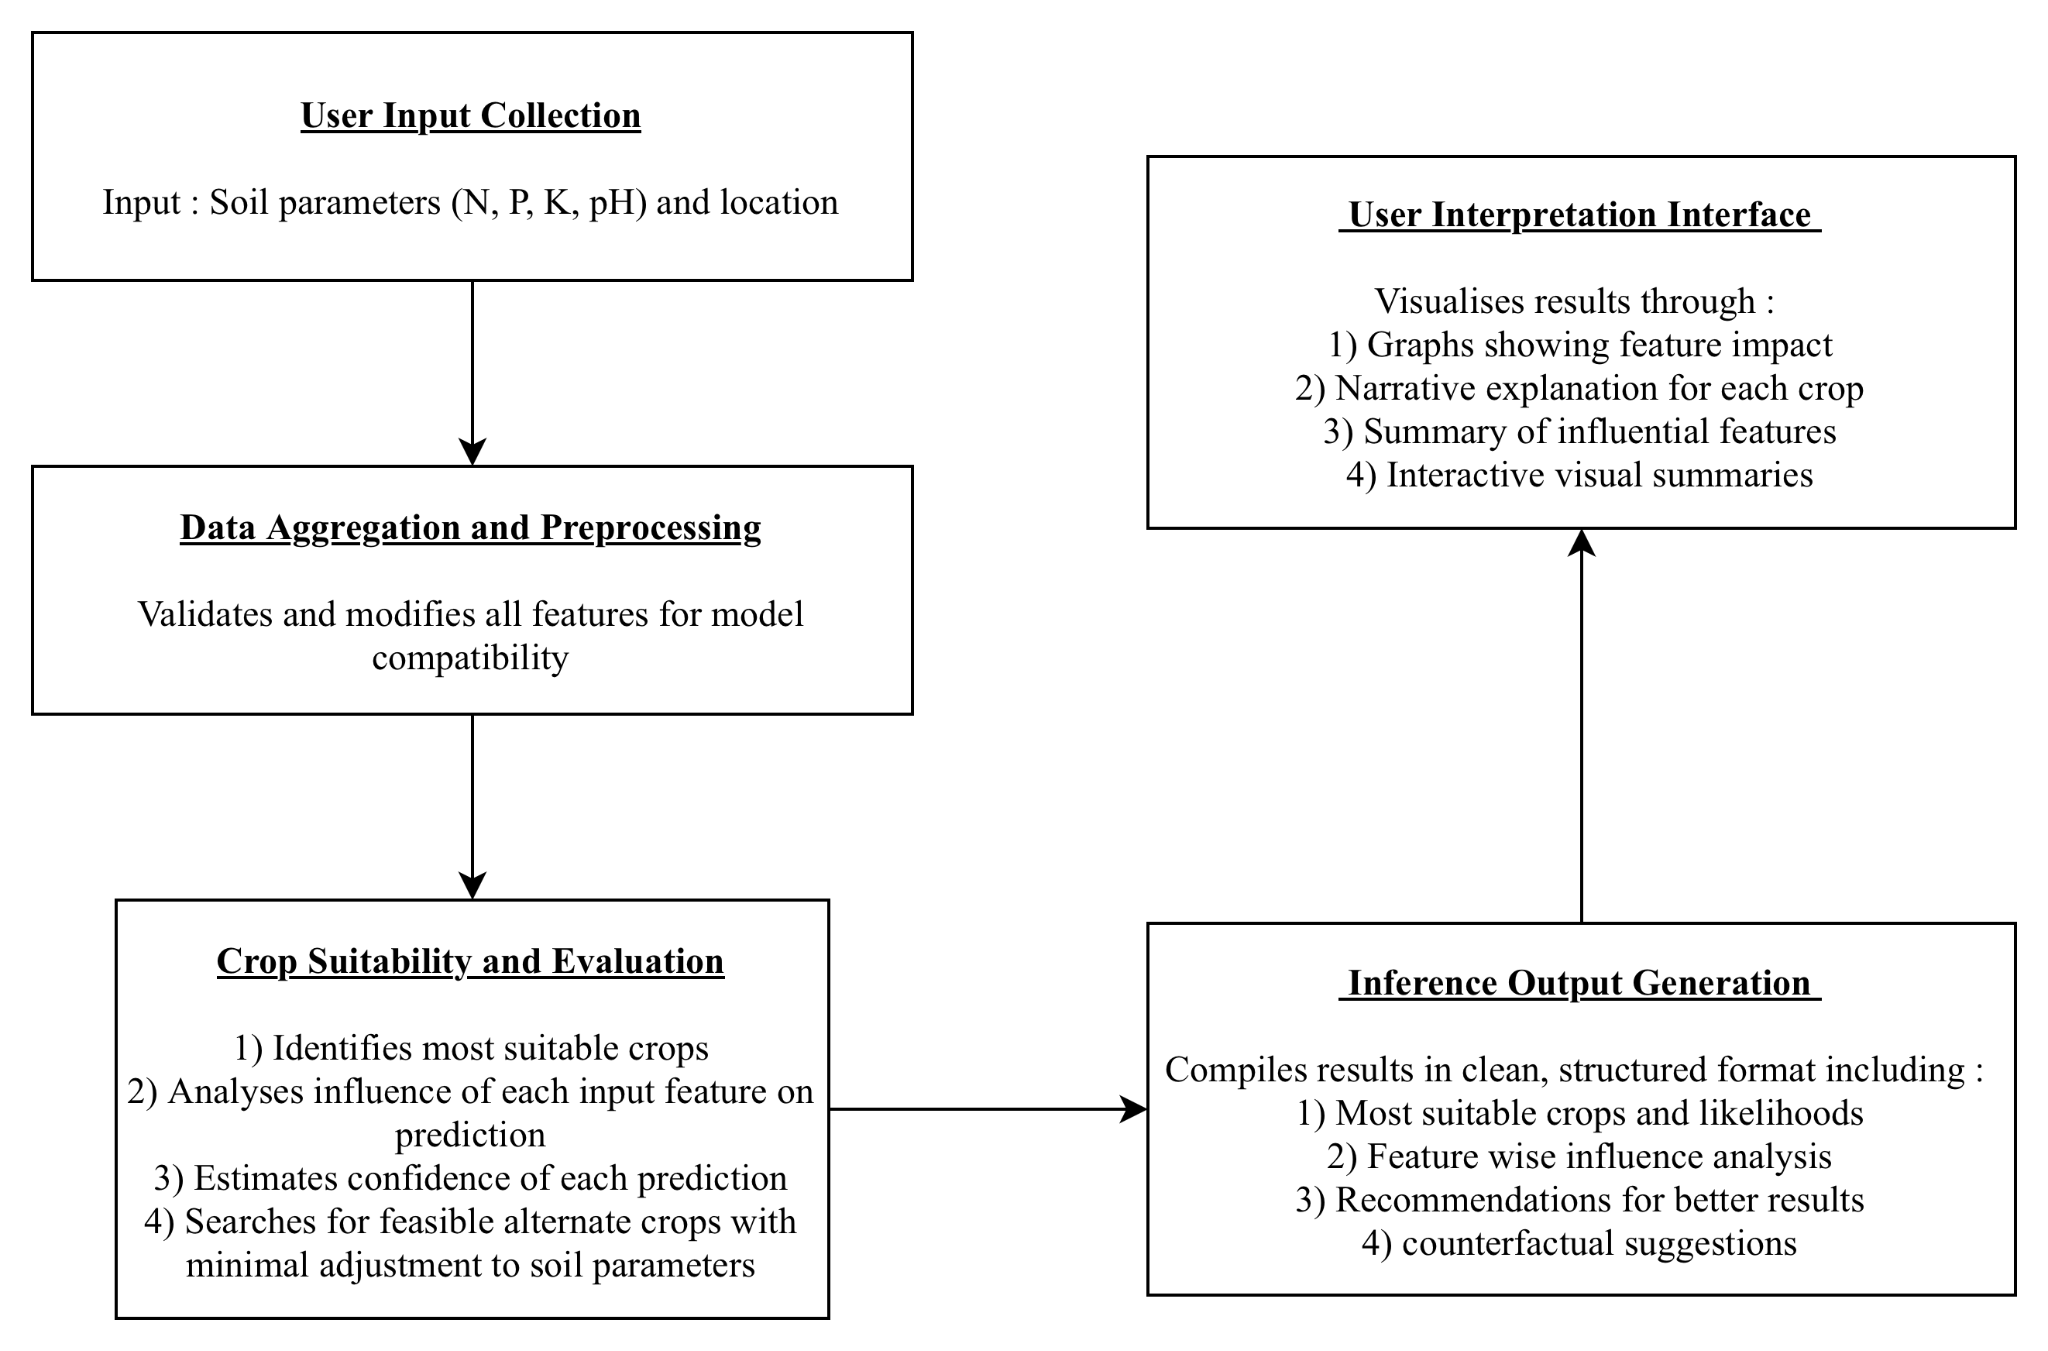 User Input Collection
Input : Soil parameters (N, P, K, pH) and location
Data Aggregation and Preprocessing
Validates and modifies all features for model
compatibility
Crop Suitability and Evaluation
1) Identifies most suitable crops
2) Analyses influence of each input feature on
prediction
3) Estimates confidence of each prediction
4) Searches for feasible alternate crops with
minimal adjustment to soil parameters
Inference Output Generation
Compiles results in clean, structured format including :
1) Most suitable crops and likelihoods
2) Feature wise influence analysis
3) Recommendations for better results
4) counterfactual suggestions
User Interpretation Interface
Visualises results through :
1) Graphs showing feature impact
2) Narrative explanation for each crop
3) Summary of influential features
4) Interactive visual summaries